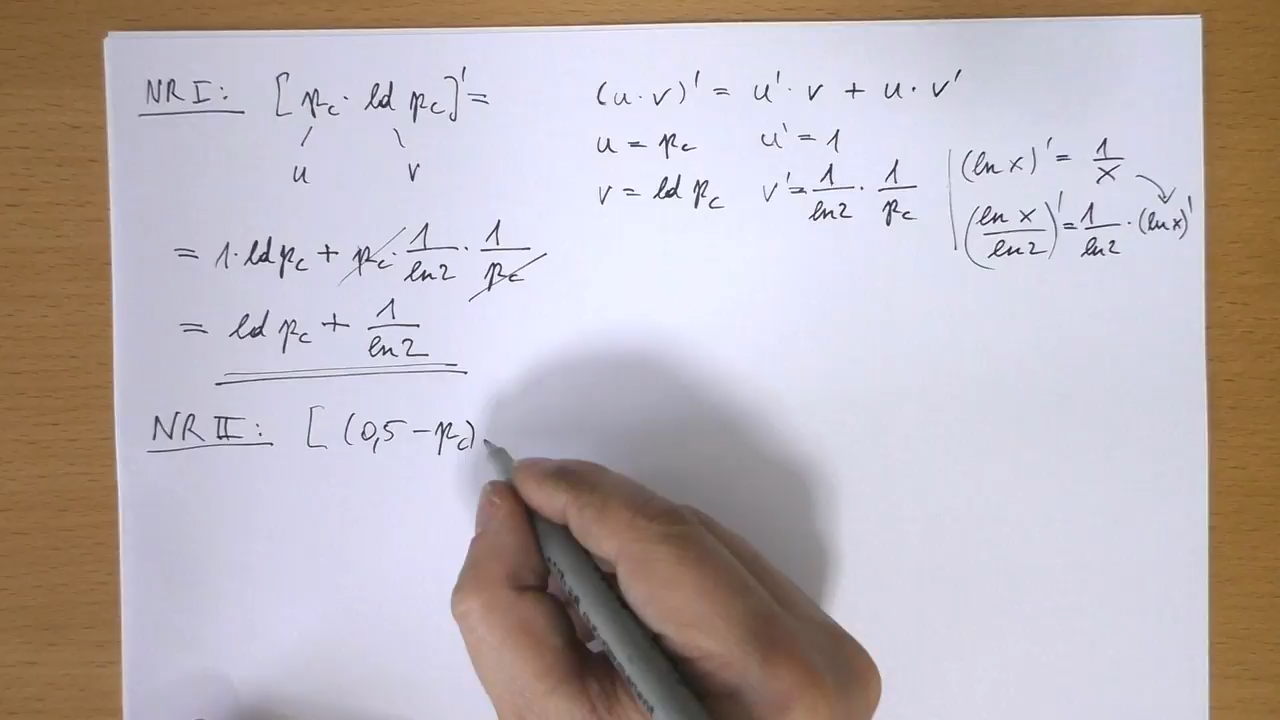 NR I: [p_c · ld p_c]' =
u v
= 1 · ld p_c + p_c · 1/ln2 · 1/p_c
= ld p_c + 1/ln2
NR II: [ (0,5 - p_c)
(u · v)' = u' · v + u · v'
u = p_c u' = 1
v = ld p_c v' = 1/ln2 · 1/p_c
(ln x)' = 1/x
(ln x/ln2)' = 1/ln2 · (ln x)'